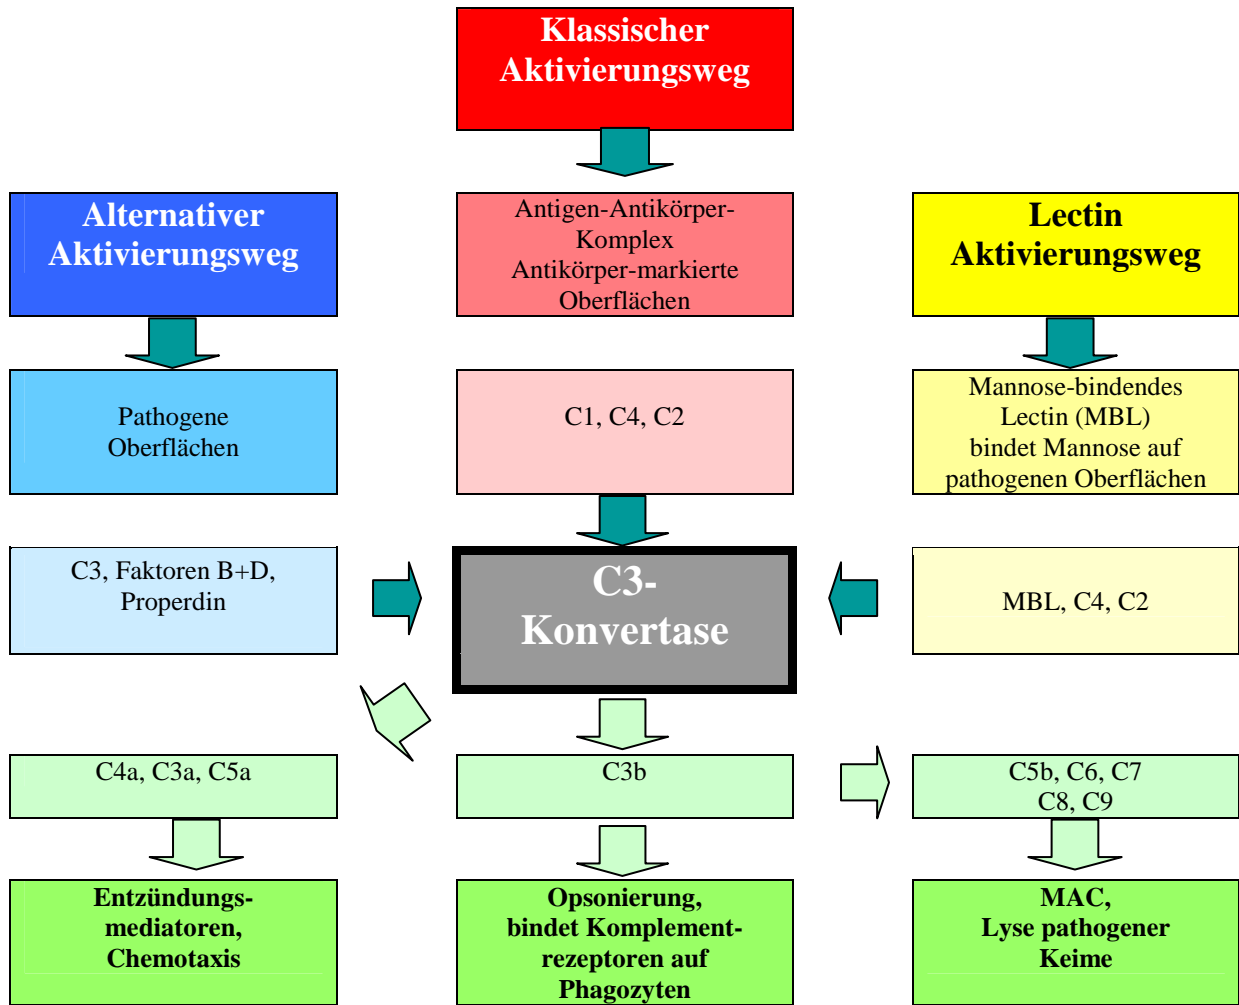 Klassischer
Aktivierungsweg
Alternativer
Aktivierungsweg
Antigen-Antikörper-
Komplex
Antikörper-markierte
Oberflächen
Lectin
Aktivierungsweg
Pathogene
Oberflächen
C1, C4, C2
Mannose-bindendes
Lectin (MBL)
bindet Mannose auf
pathogenen Oberflächen
C3, Faktoren B+D,
Properdin
C3-
Konvertase
MBL, C4, C2
C4a, C3a, C5a
C3b
C5b, C6, C7
C8, C9
Entzündungs-
mediatoren,
Chemotaxis
Opsonierung,
bindet Komplement-
rezeptoren auf
Phagozyten
MAC,
Lyse pathogener
Keime